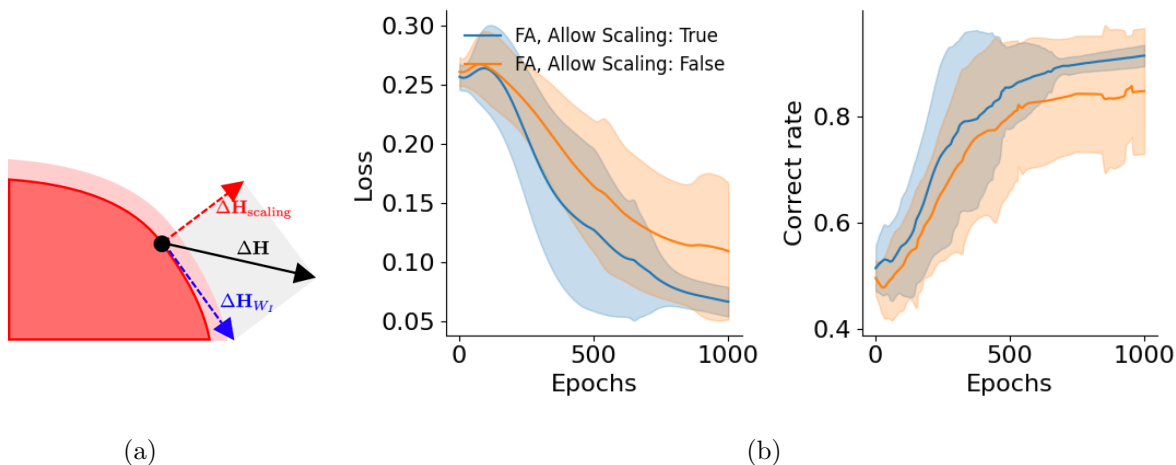 ΔH_scaling
ΔH
ΔH_{W_I}
(a)
Loss
0.30
0.25
0.20
0.15
0.10
0.05
FA, Allow Scaling: True
FA, Allow Scaling: False
0
500
1000
Epochs
Correct rate
0.8
0.6
0.4
0
500
1000
Epochs
(b)